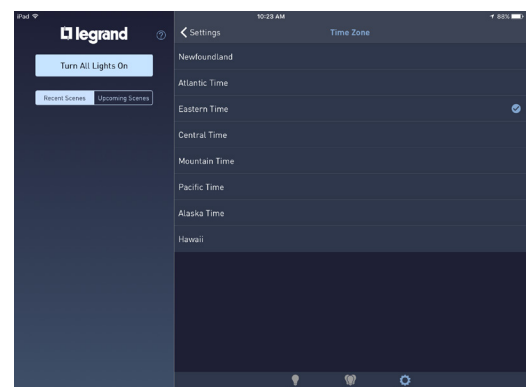 iPad
10:23 AM
88%
legrand
?
Settings
Time Zone
Turn All Lights On
Recent Scenes
Upcoming Scenes
Newfoundland
Atlantic Time
Eastern Time
Central Time
Mountain Time
Pacific Time
Alaska Time
Hawaii